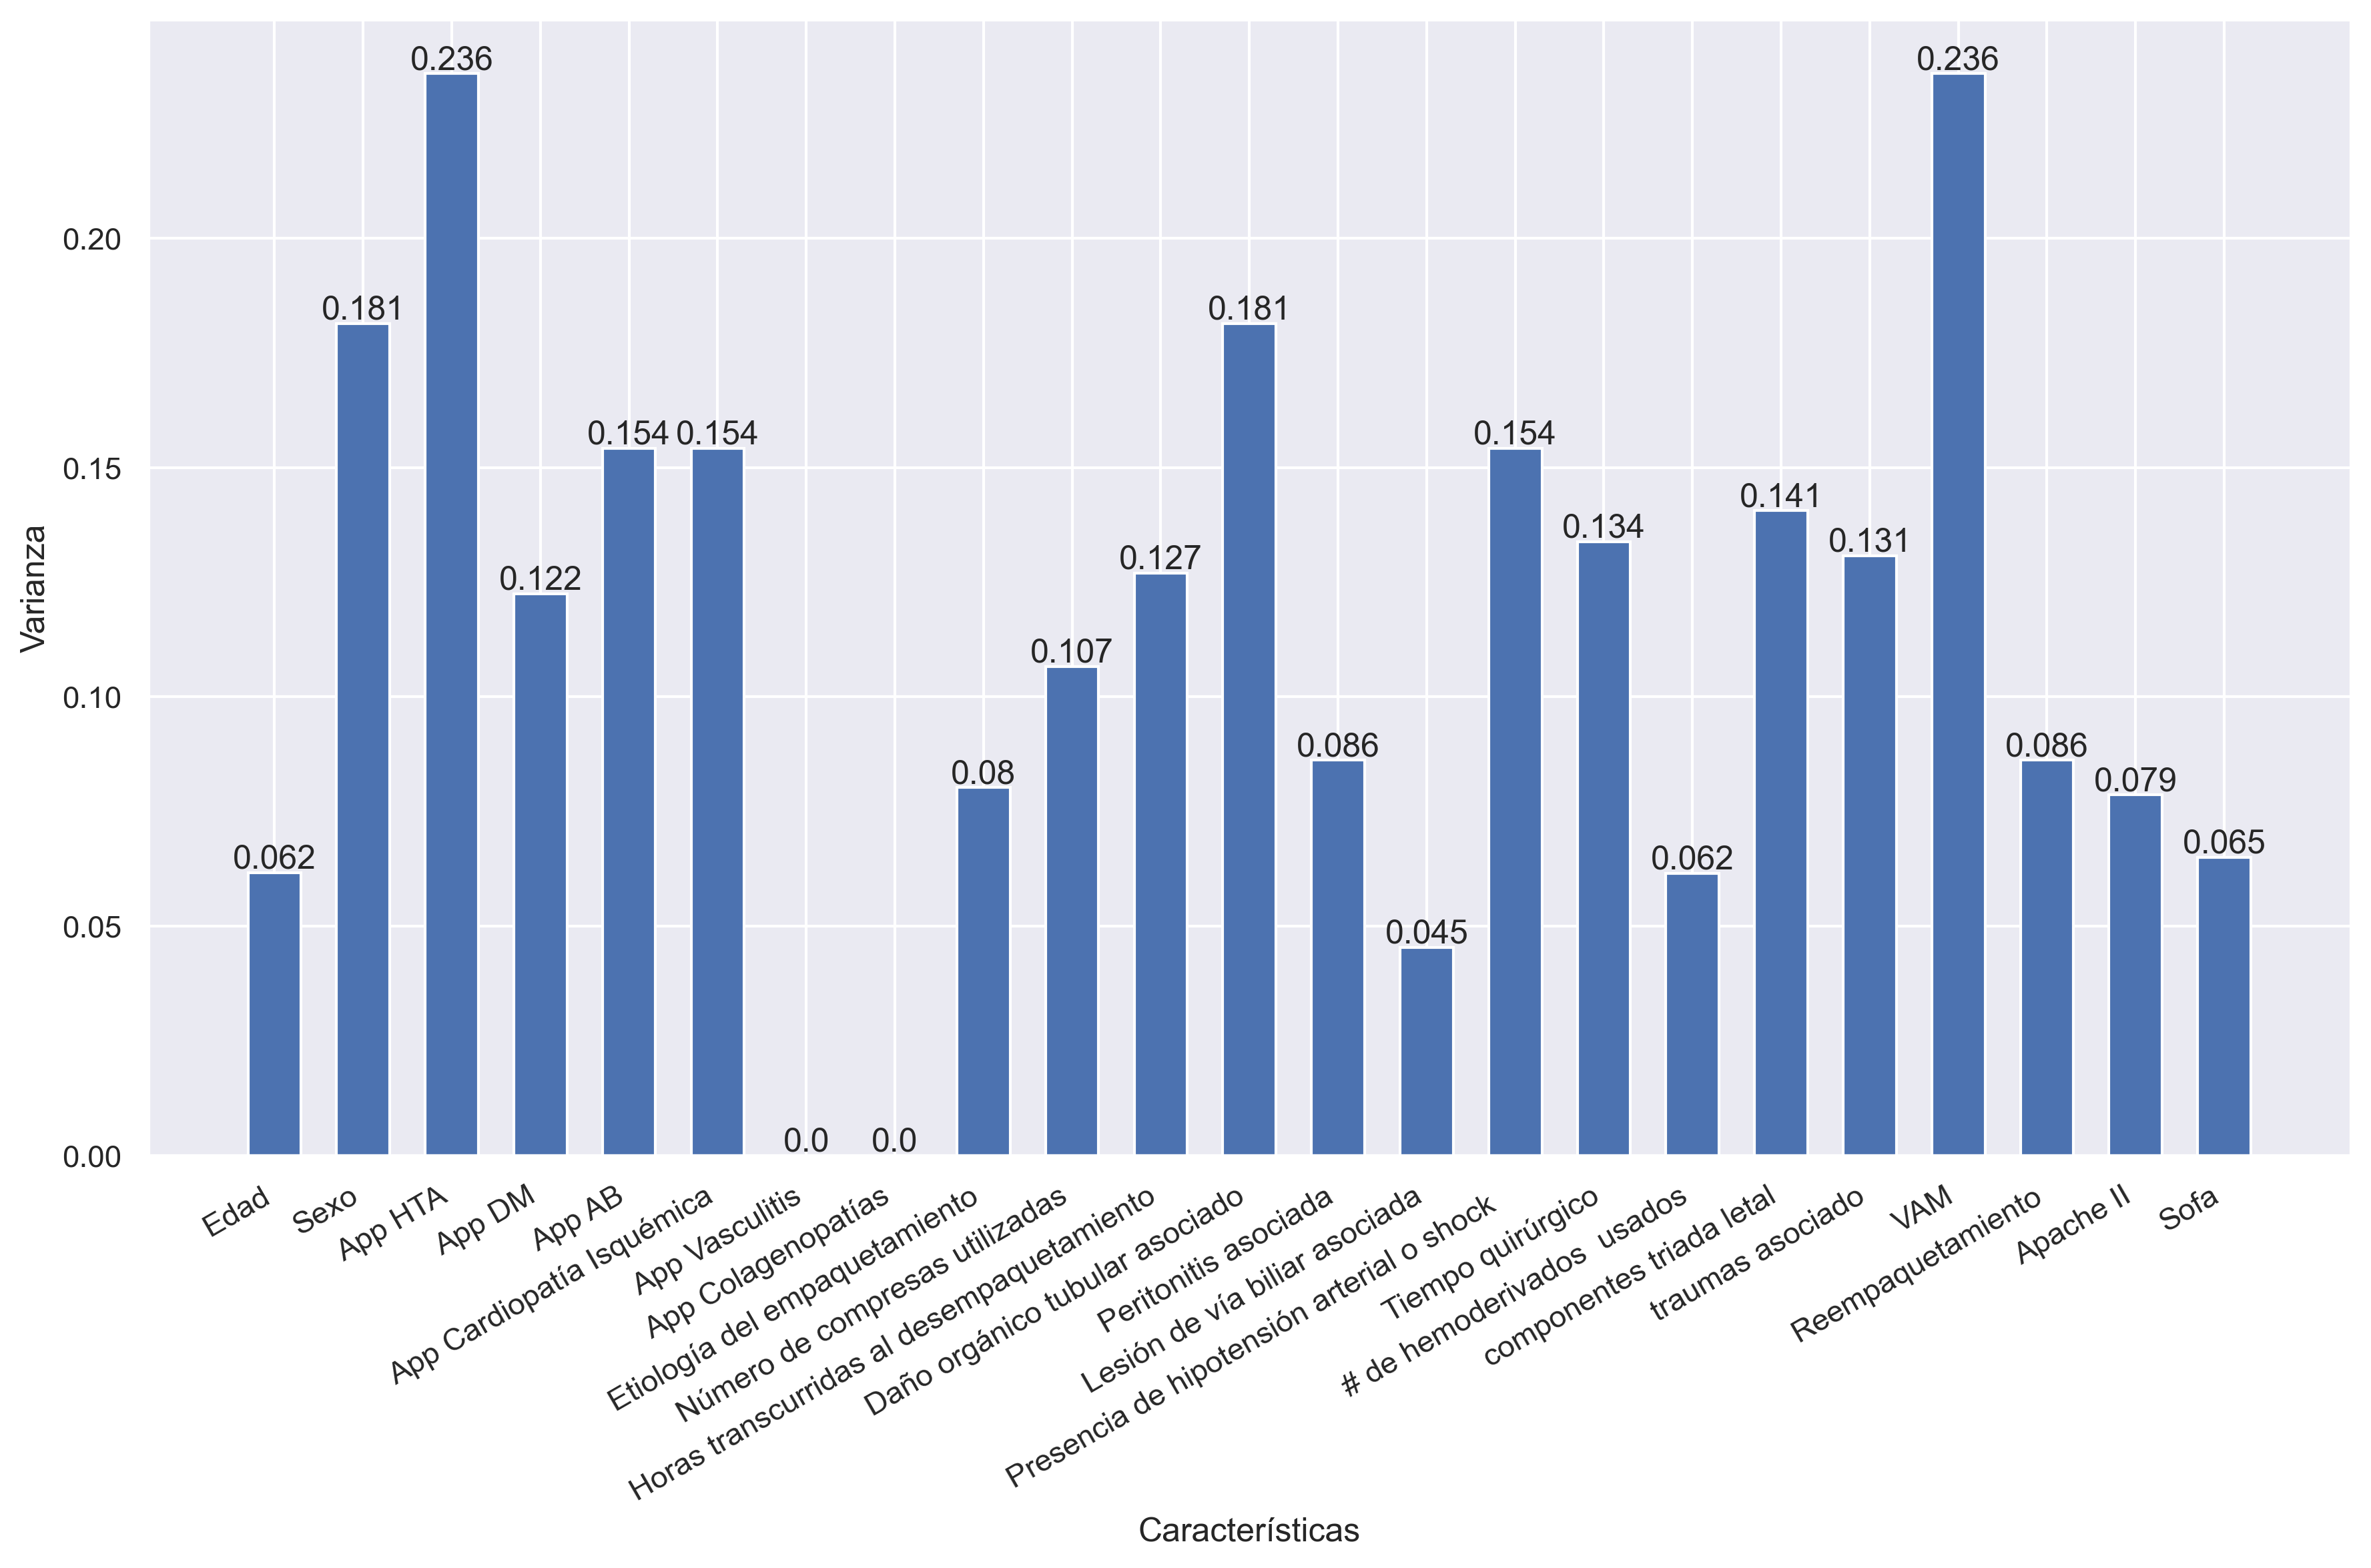 0.236
0.236
0.20
0.181
0.181
0.154
0.154
0.154
0.15
0.141
0.134
0.131
0.127
0.122
0.107
0.10
0.086
0.086
0.08
0.079
0.062
0.062
0.065
0.05
0.045
0.0
0.0
0.00
Varianza
Edad
Sexo
App HTA
App DM
App AB
App Cardiopatía Isquémica
App Vasculitis
App Colagenopatías
Etiología del empaquetamiento
Número de compresas utilizadas
Horas transcurridas al desempaquetamiento
Daño orgánico tubular asociado
Peritonitis asociada
Lesión de vía biliar asociada
Presencia de hipotensión arterial o shock
Tiempo quirúrgico
# de hemoderivados  usados
componentes triada letal
traumas asociado
VAM
Reempaquetamiento
Apache II
Sofa
Características